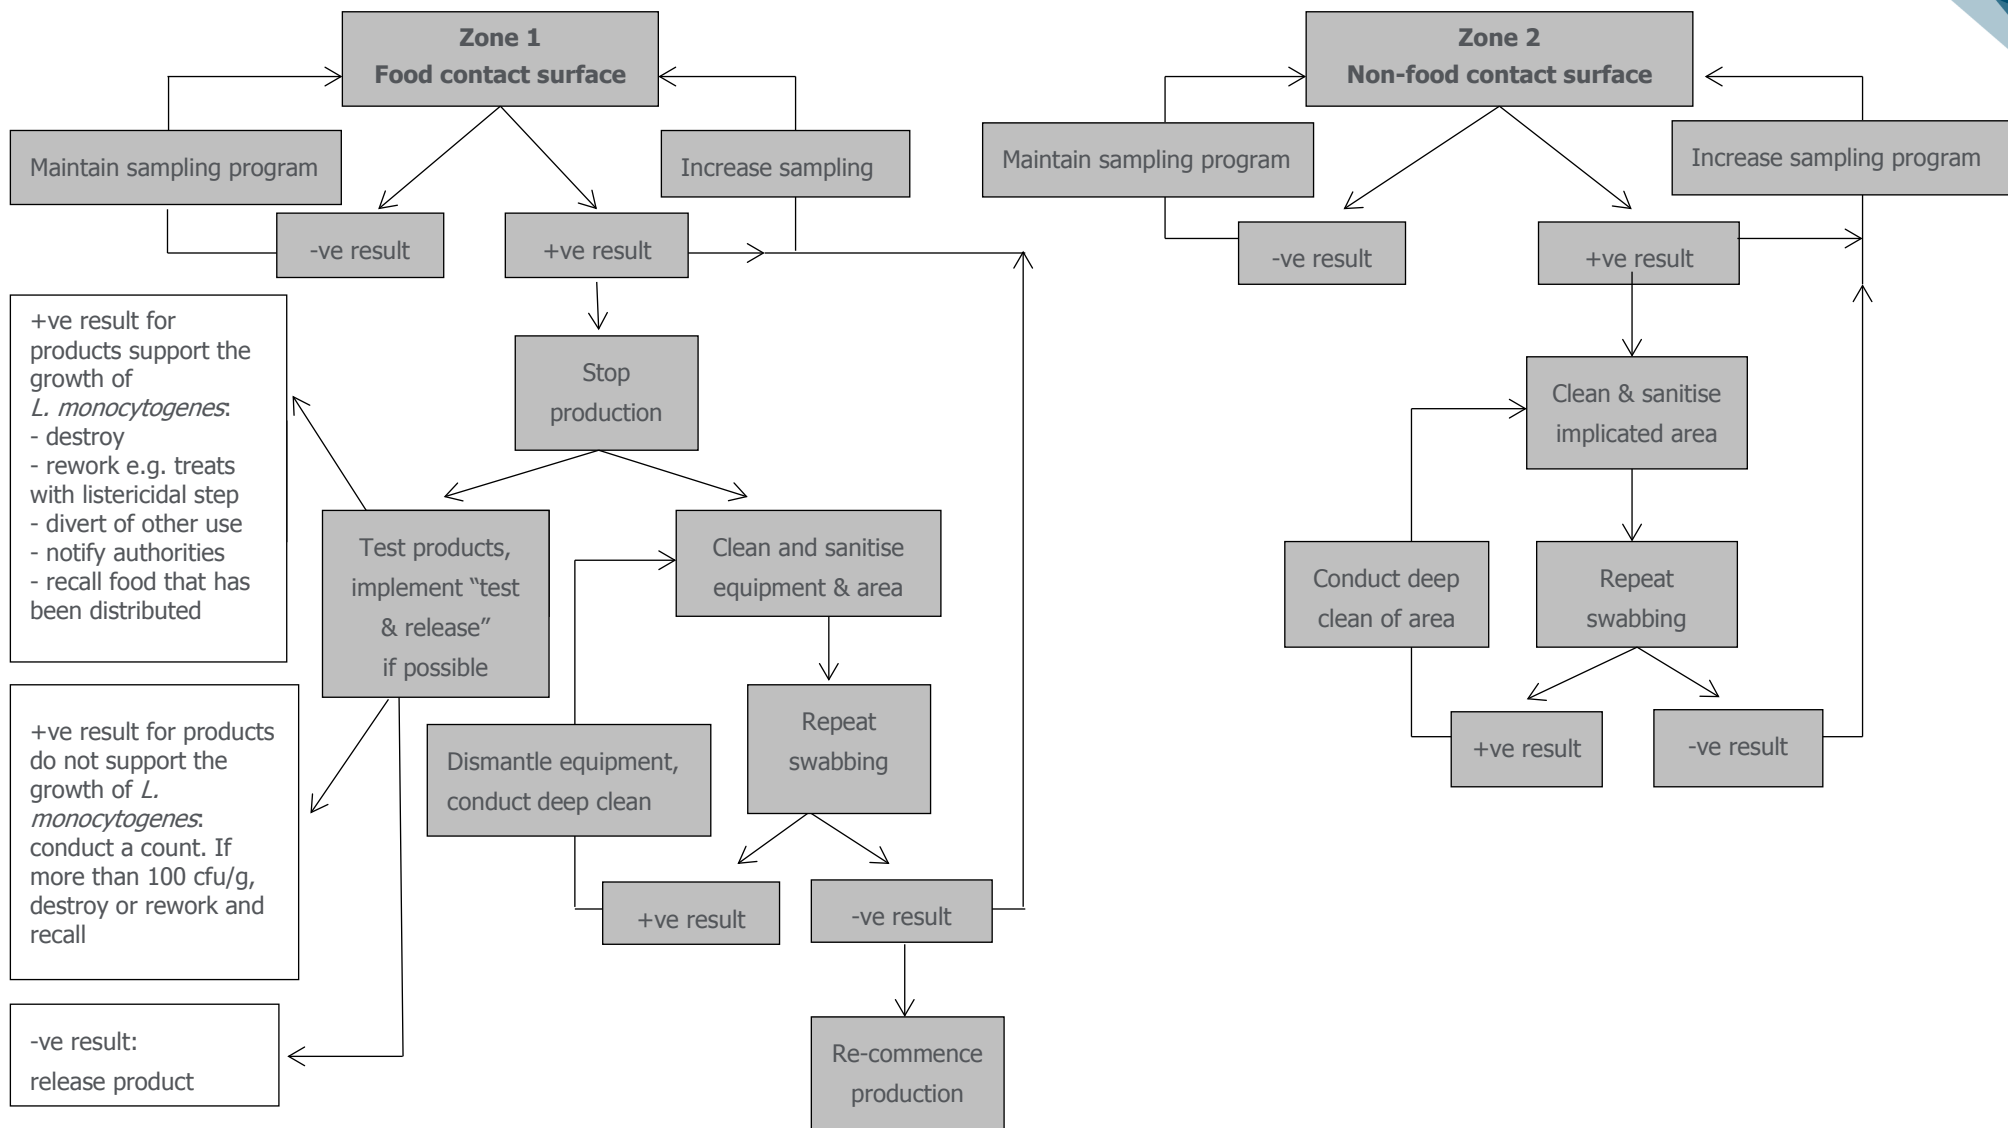 Zone 1
Food contact surface
Maintain sampling program
Increase sampling
-ve result
+ve result
+ve result for
products support the
growth of
L. monocytogenes:
- destroy
- rework e.g. treats
with listericidal step
- divert of other use
- notify authorities
- recall food that has
been distributed
Stop
production
Test products,
implement “test
& release”
if possible
Clean and sanitise
equipment & area
+ve result for products
do not support the
growth of L.
monocytogenes:
conduct a count. If
more than 100 cfu/g,
destroy or rework and
recall
Dismantle equipment,
conduct deep clean
Repeat
swabbing
+ve result
-ve result
-ve result:
release product
Re-commence
production
Zone 2
Non-food contact surface
Maintain sampling program
Increase sampling program
-ve result
+ve result
Clean & sanitise
implicated area
Conduct deep
clean of area
Repeat
swabbing
+ve result
-ve result